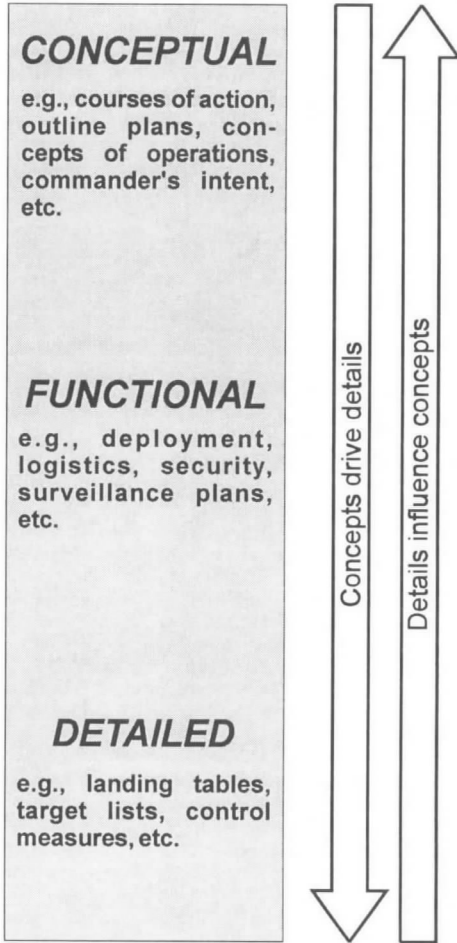 CONCEPTUAL
e.g., courses of action,
outline plans, con-
cepts of operations,
commander's intent,
etc.
FUNCTIONAL
e.g., deployment,
logistics, security,
surveillance plans,
etc.
DETAILED
e.g., landing tables,
target lists, control
measures, etc.
Concepts drive details
Details influence concepts